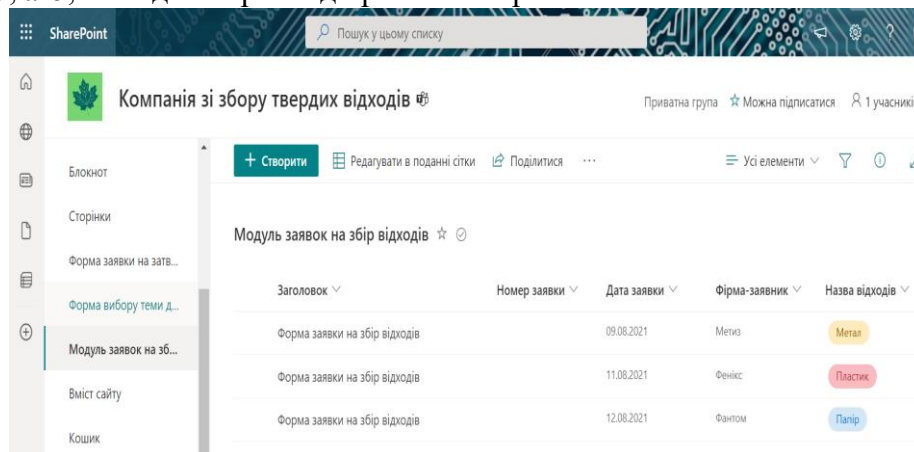 SharePoint
Пошук у цьому списку
?
Компанія зі збору твердих відходів
Приватна група ☆ Можна підписатися 1 учасників
Блокнот
Сторінки
Форма заявки на затв...
Форма вибору теми д...
Модуль заявок на зб...
Вміст сайту
Кошик
+ Створити Редагувати в поданні сітки Поділитися ... Усі елементи
Модуль заявок на збір відходів
Заголовок Номер заявки Дата заявки Фірма-заявник Назва відходів
Форма заявки на збір відходів 09.08.2021 Метиз Метал
Форма заявки на збір відходів 11.08.2021 Фенікс Пластик
Форма заявки на збір відходів 12.08.2021 Фантом Папір